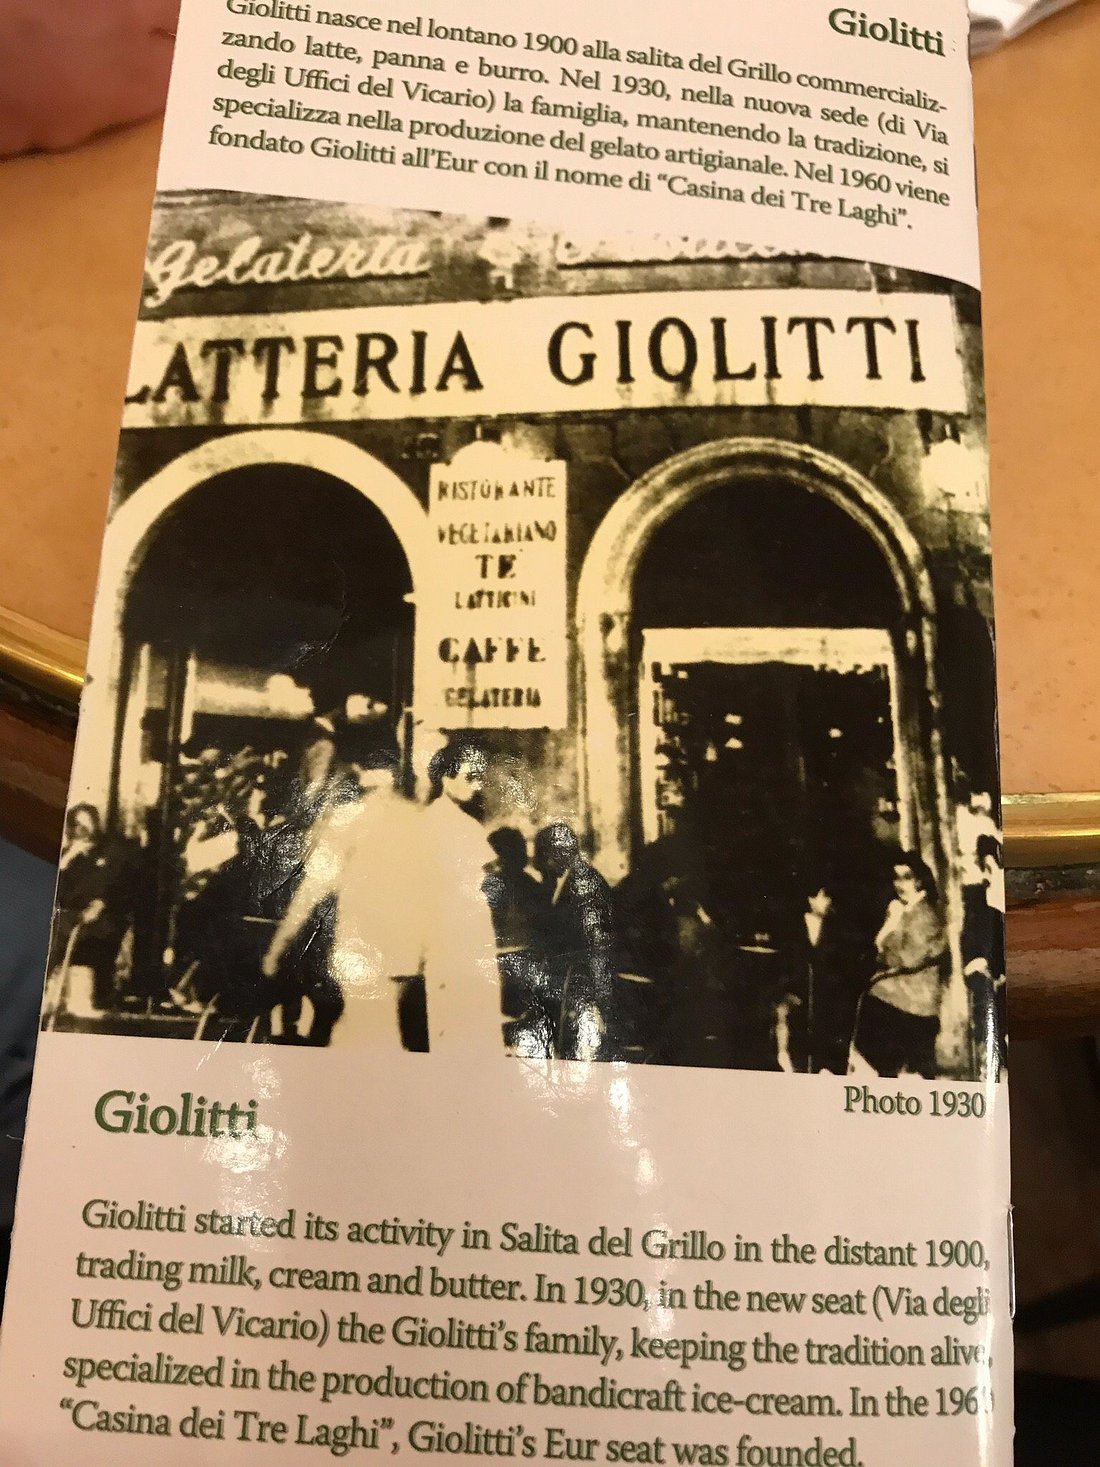 Giolitti
Giolitti nasce nel lontano 1900 alla salita del Grillo commercializ-
zando latte, panna e burro. Nel 1930, nella nuova sede (di Via
degli Uffici del Vicario) la famiglia, mantenendo la tradizione, si
specializza nella produzione del gelato artigianale. Nel 1960 viene
fondato Giolitti all'Eur con il nome di “Casina dei Tre Laghi”.
Gelateria
LATTERIA GIOLITTI
RISTORANTE
VEGETARIANO
TE
LATTICINI
CAFFE
GELATERIA
Photo 1930
Giolitti
Giolitti started its activity in Salita del Grillo in the distant 1900,
trading milk, cream and butter. In 1930, in the new seat (Via degli
Uffici del Vicario) the Giolitti's family, keeping the tradition alive,
specialized in the production of bandicraft ice-cream. In the 1960
“Casina dei Tre Laghi”, Giolitti's Eur seat was founded.